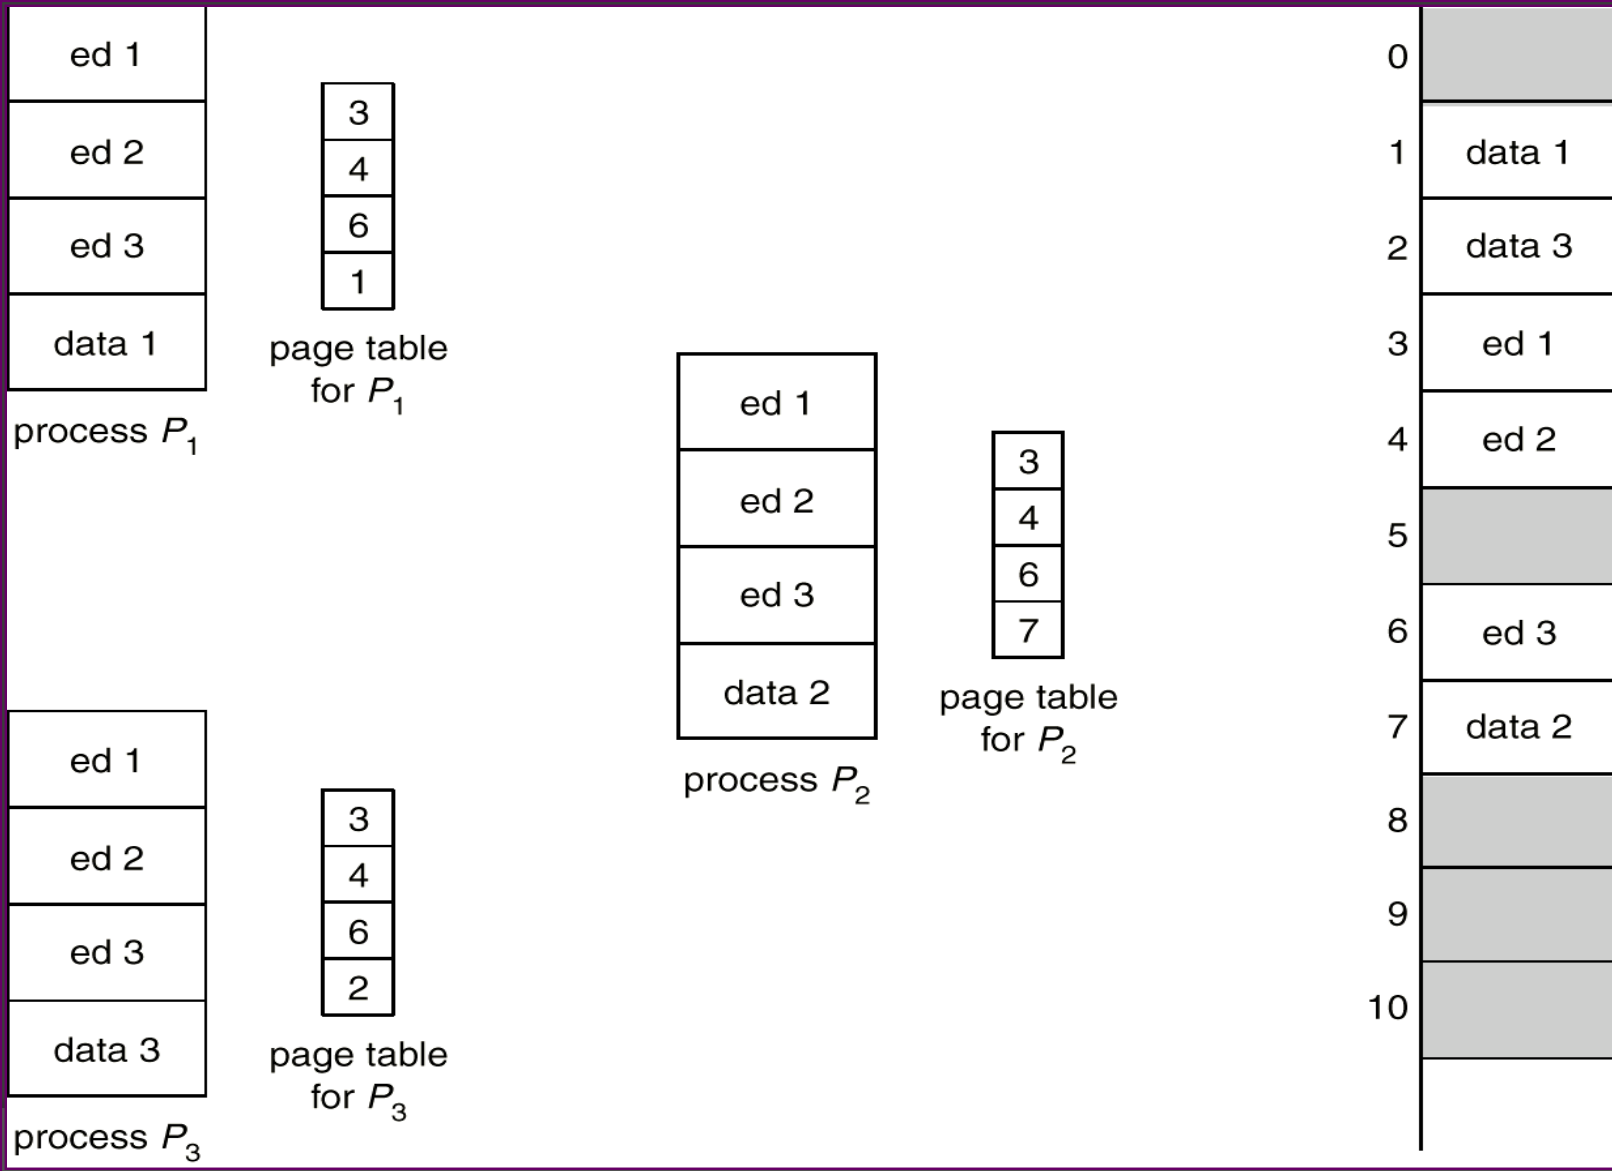 ed 1
ed 2
ed 3
data 1
process P1
3
4
6
1
page table
for P1
ed 1
ed 2
ed 3
data 2
process P2
3
4
6
7
page table
for P2
ed 1
ed 2
ed 3
data 3
process P3
3
4
6
2
page table
for P3
0
1 data 1
2 data 3
3 ed 1
4 ed 2
5
6 ed 3
7 data 2
8
9
10